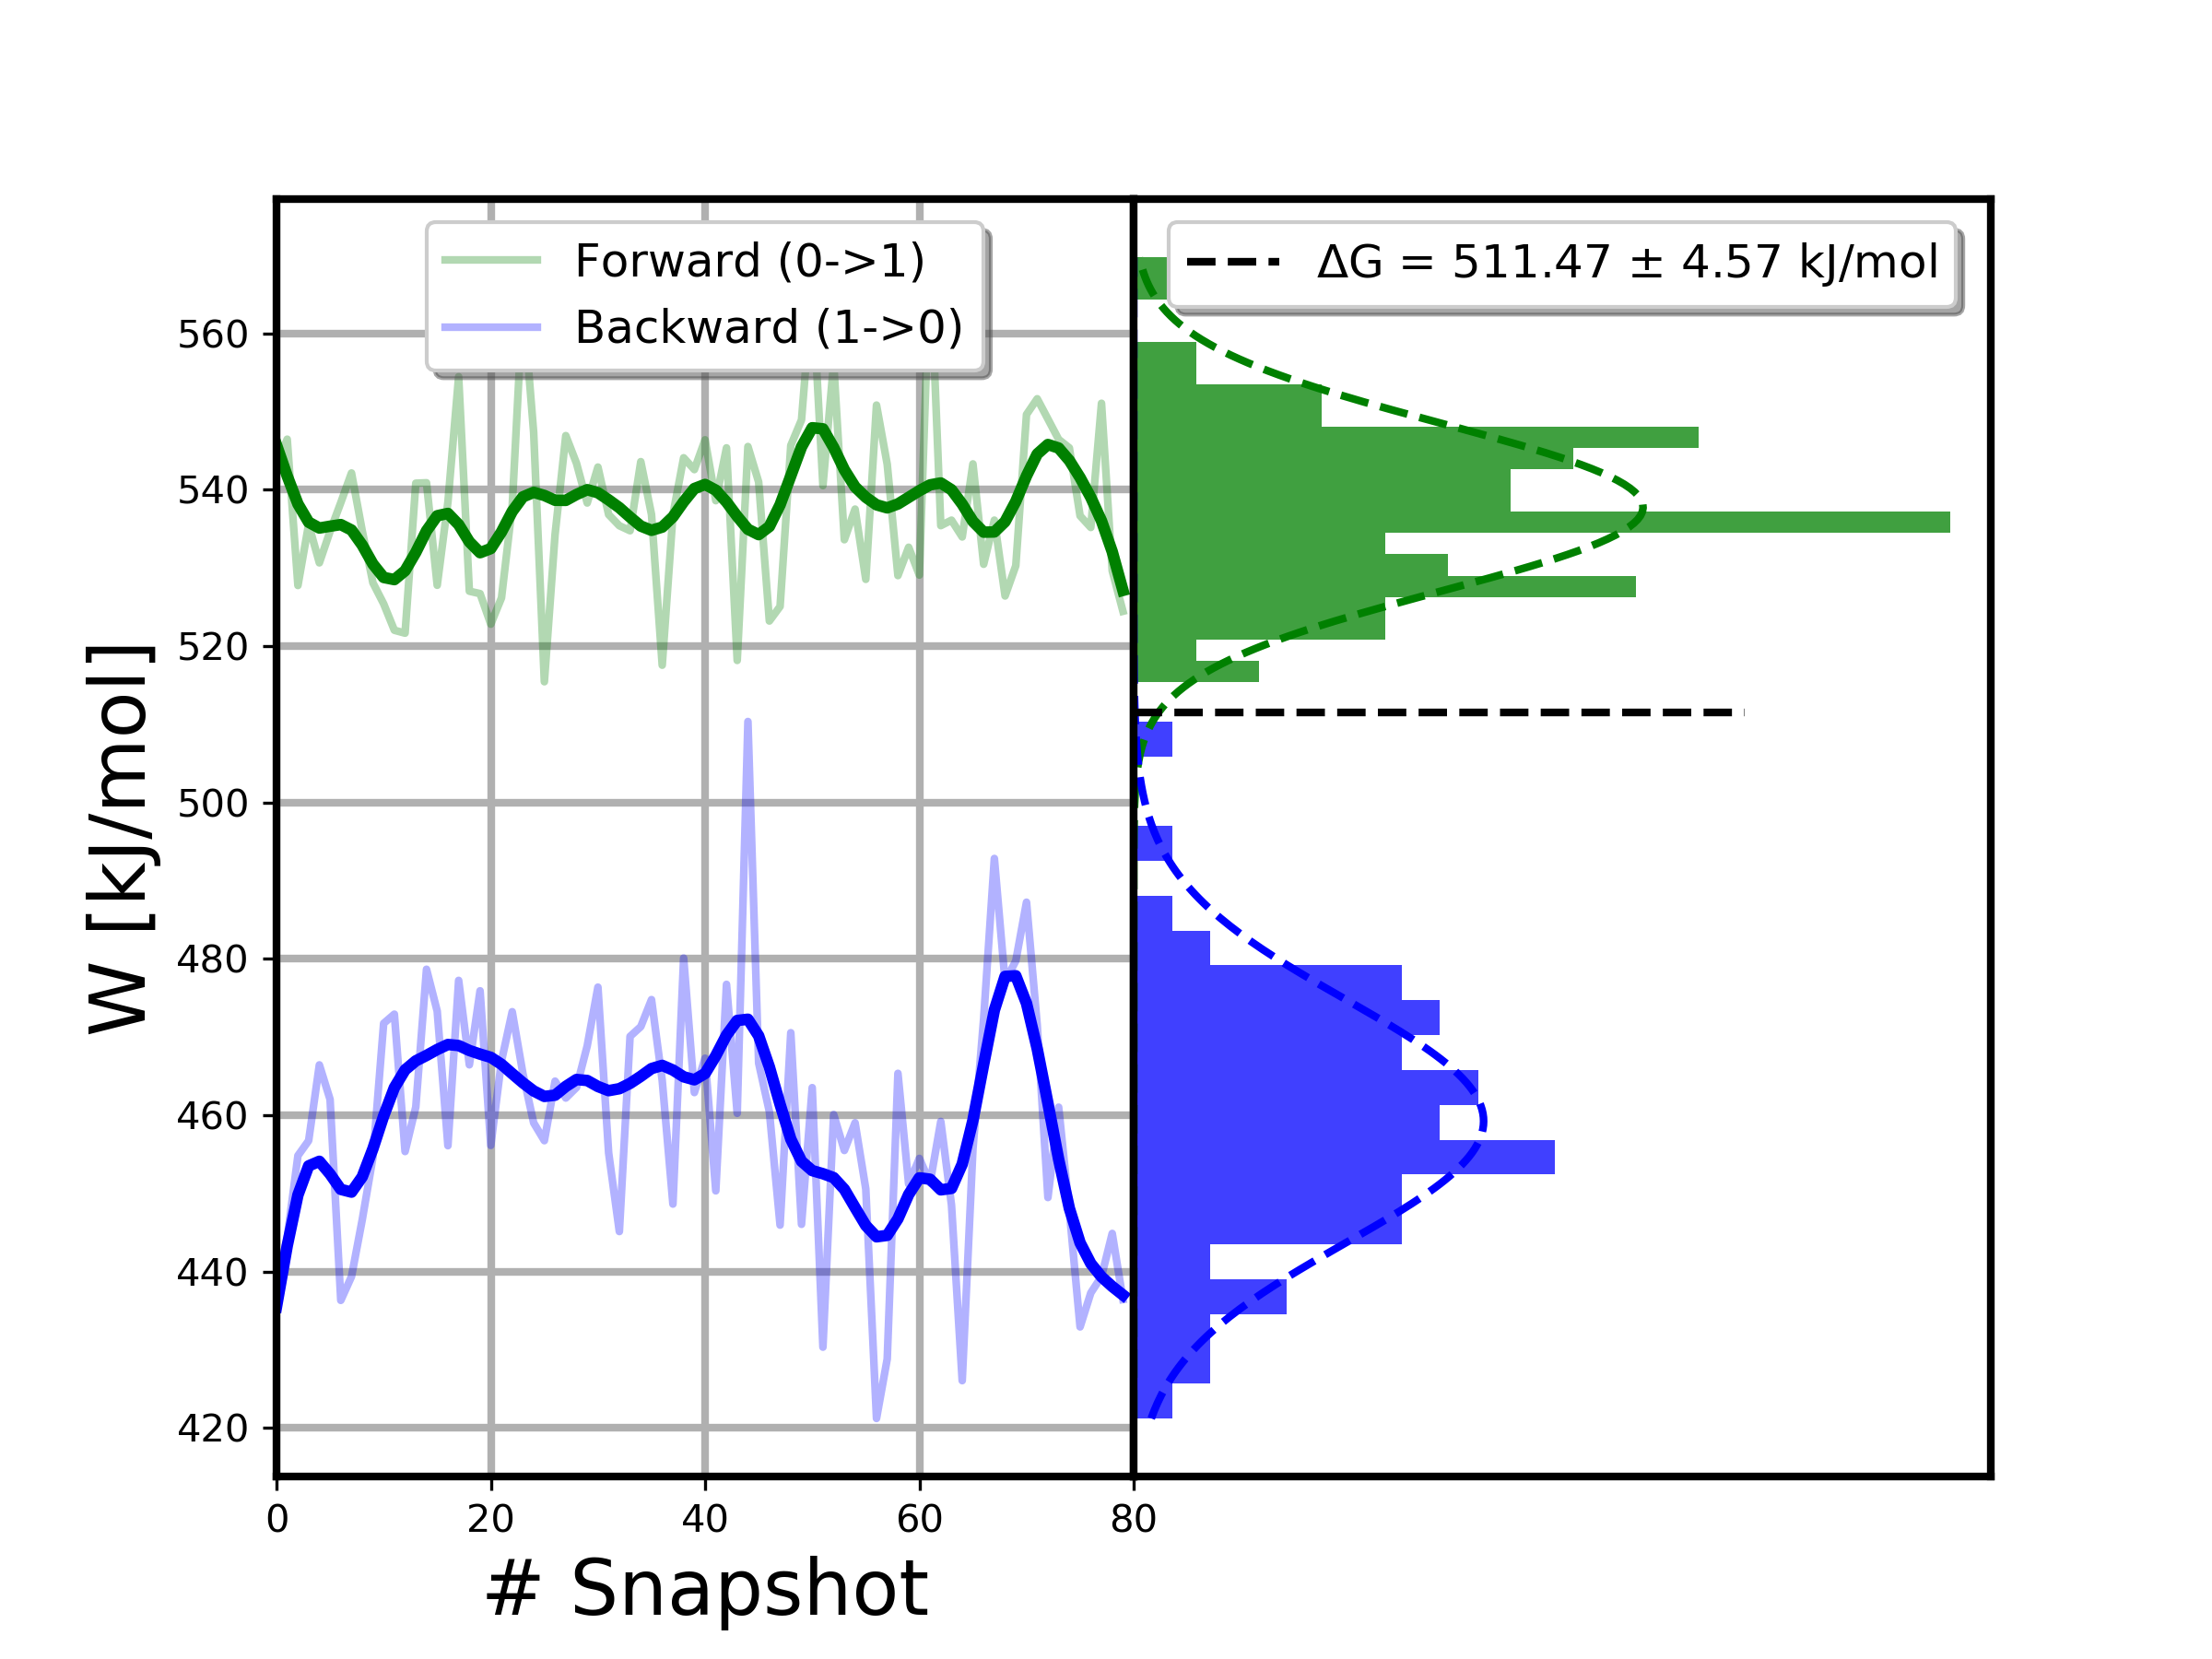 Forward (0->1)
Backward (1->0)
ΔG = 511.47 ± 4.57 kJ/mol
W [kJ/mol]
560
540
520
500
480
460
440
420
0 20 40 60 80
# Snapshot